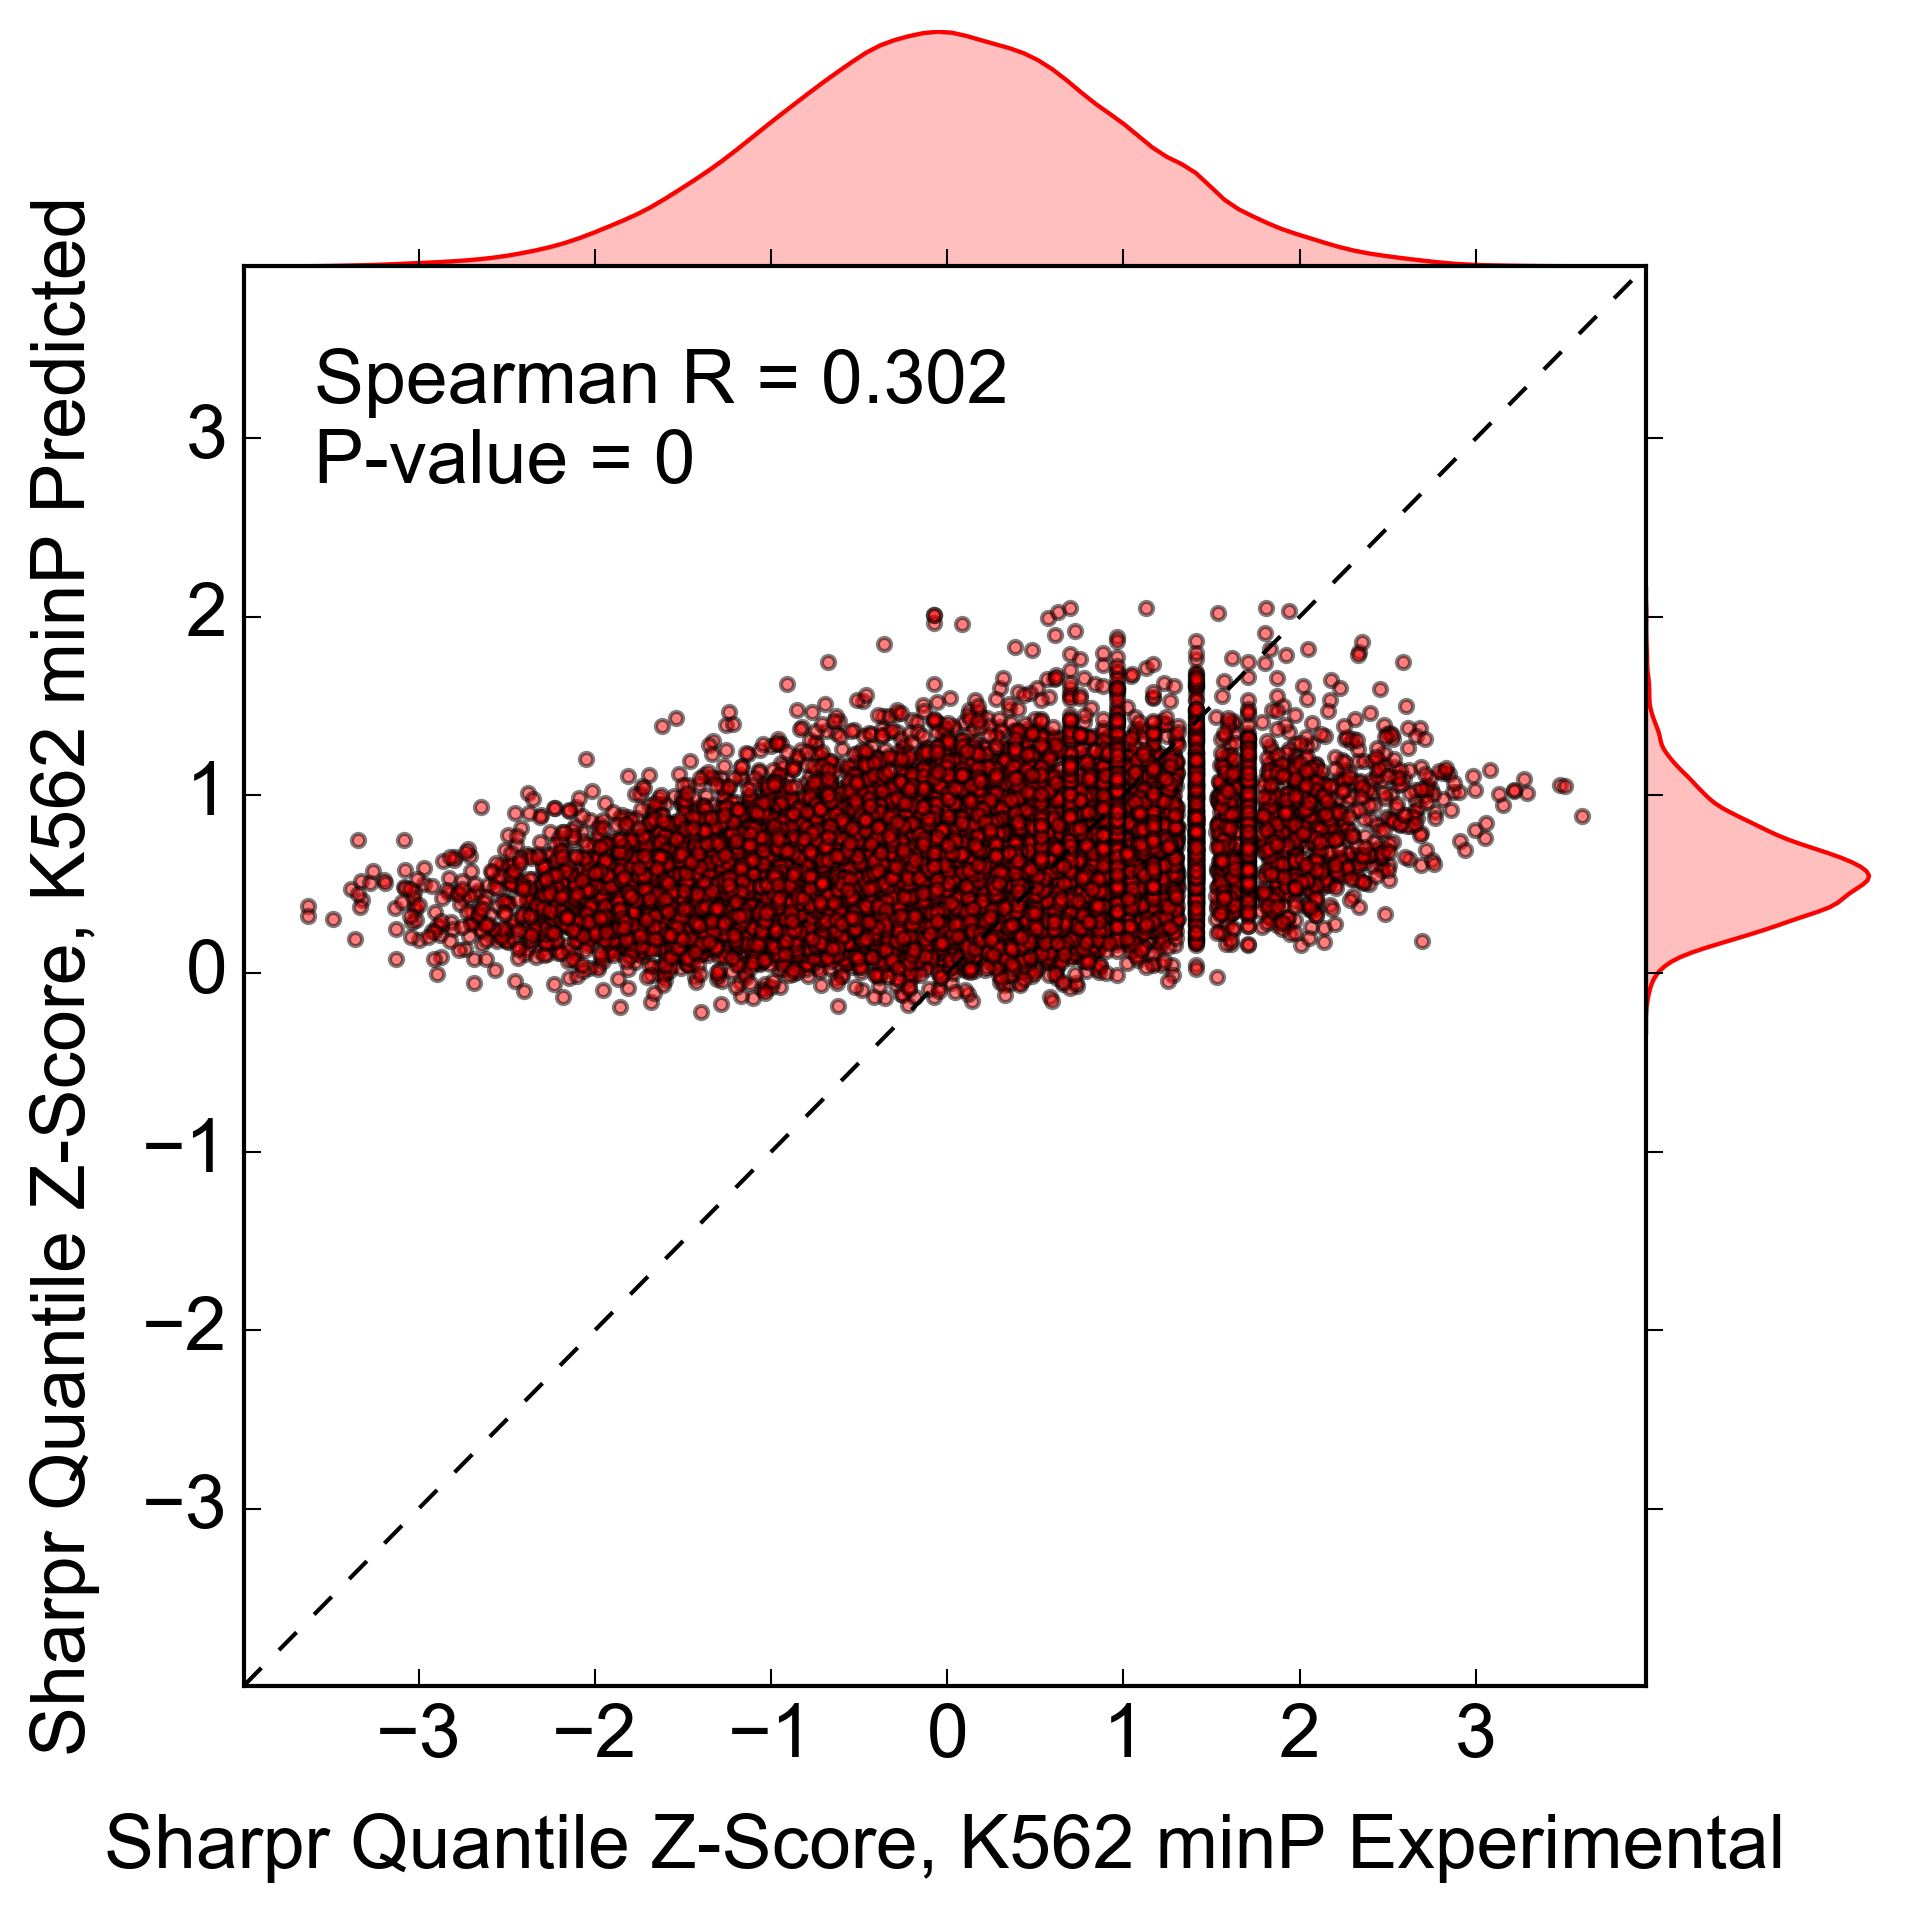 Spearman R = 0.302
P-value = 0
Sharpr Quantile Z-Score, K562 minP Predicted
3
2
1
0
−1
−2
−3
−3 −2 −1 0 1 2 3
Sharpr Quantile Z-Score, K562 minP Experimental